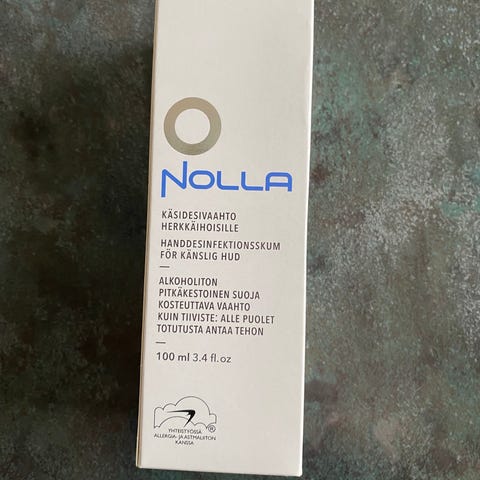 NOLLA
KÄSIDESIVAAHTO
HERKKÄIHOISILLE
HANDDESINFEKTIONSSKUM
FÖR KÄNSLIG HUD
ALKOHOLITON
PITKÄKESTOINEN SUOJA
KOSTEUTTAVA VAAHTO
KUIN TIIVISTE: ALLE PUOLET
TOTUTUSTA ANTAA TEHON
100 ml 3.4 fl.oz
®
YHTEISTYÖSSÄ
ALLERGIA- JA ASTMALIITON
KANSSA